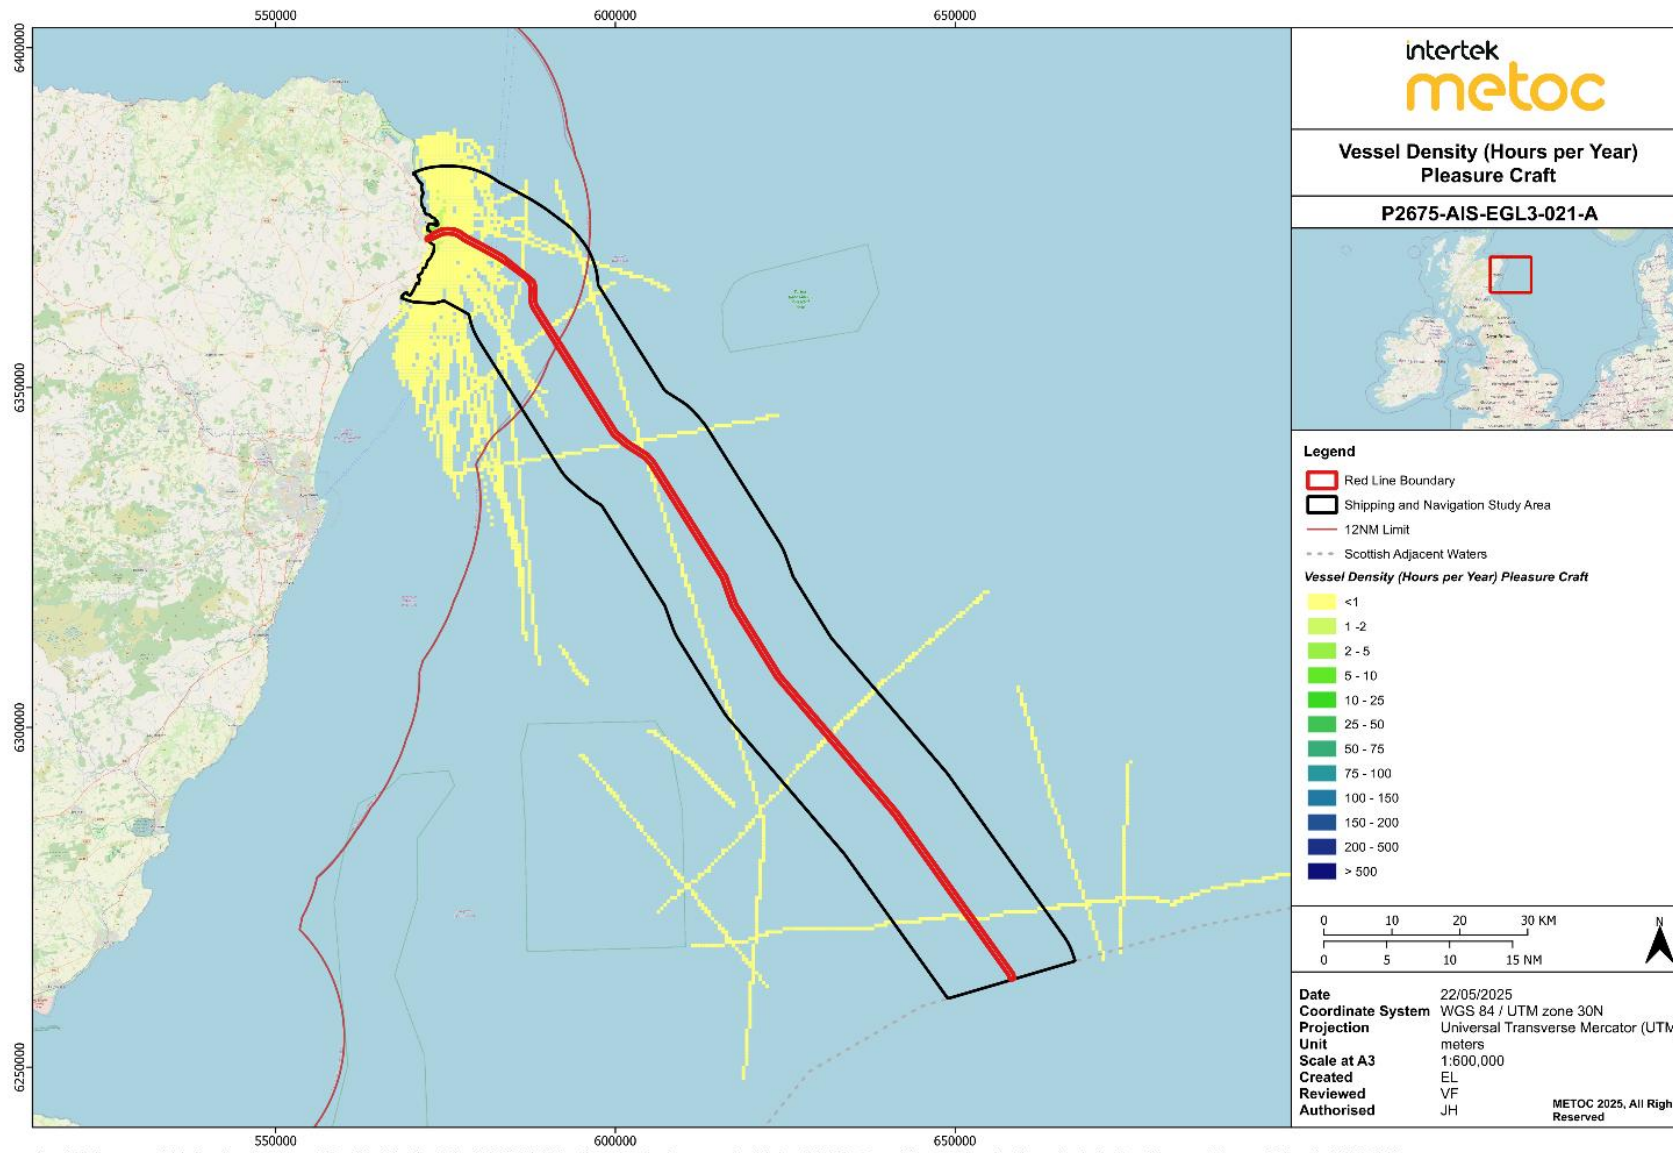 550000
600000
650000
6400000
6350000
6300000
6250000
550000
600000
650000
intertek
metoc
Vessel Density (Hours per Year)
Pleasure Craft
P2675-AIS-EGL3-021-A
Legend
Red Line Boundary
Shipping and Navigation Study Area
12NM Limit
Scottish Adjacent Waters
Vessel Density (Hours per Year) Pleasure Craft
<1
1 -2
2 - 5
5 - 10
10 - 25
25 - 50
50 - 75
75 - 100
100 - 150
150 - 200
200 - 500
> 500
0 10 20 30 KM
0 5 10 15 NM
N
Date 22/05/2025
Coordinate System WGS 84 / UTM zone 30N
Projection Universal Transverse Mercator (UTM
Unit meters
Scale at A3 1:600,000
Created EL
Reviewed VF
Authorised JH
METOC 2025, All Righ
Reserved